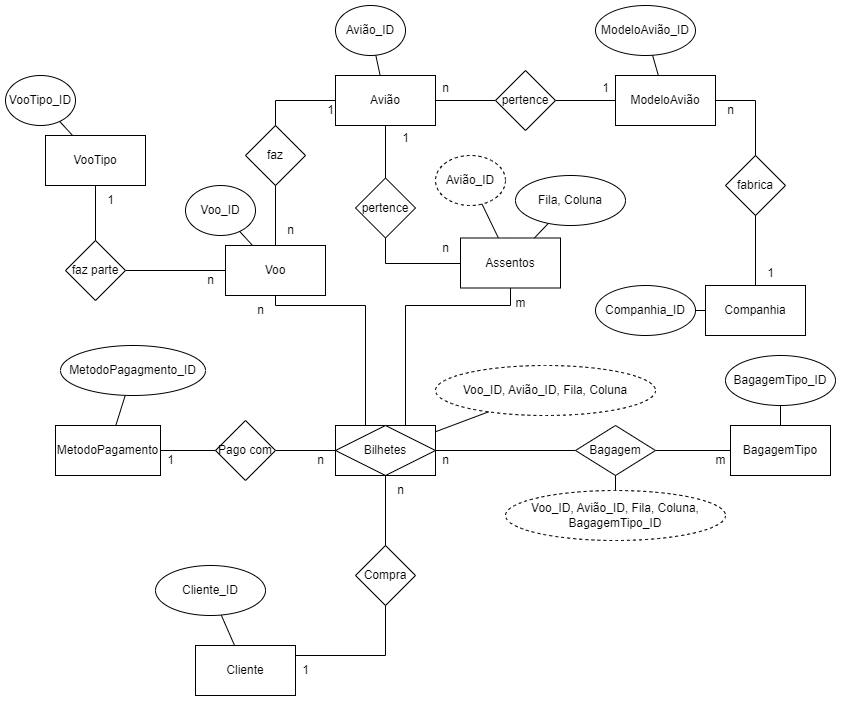 Avião_ID
ModeloAvião_ID
VooTipo_ID
Avião
n
pertence
1
ModeloAvião
1
n
1
VooTipo
faz
Avião_ID
fabrica
1
Voo_ID
pertence
Fila, Coluna
n
n
Voo
Assentos
faz parte
n
1
n
m
Companhia_ID
Companhia
MetodoPagagmento_ID
Voo_ID, Avião_ID, Fila, Coluna
BagagemTipo_ID
MetodoPagamento
1
Pago com
n
Bilhetes
n
Bagagem
m
BagagemTipo
n
Voo_ID, Avião_ID, Fila, Coluna,
BagagemTipo_ID
Compra
Cliente_ID
Cliente
1